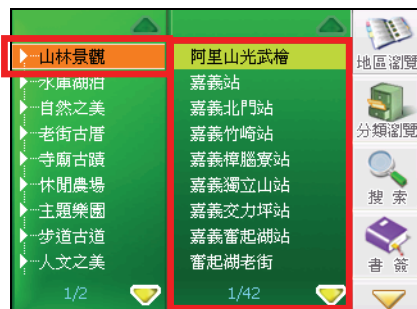 山林景觀
水庫湖泊
自然之美
老街古厝
寺廟古蹟
休閒農場
主題樂園
步道古道
人文之美
1/2
阿里山光武檜
嘉義站
嘉義北門站
嘉義竹崎站
嘉義樟腦寮站
嘉義獨立山站
嘉義交力坪站
嘉義奮起湖站
奮起湖老街
1/42
地區瀏覽
分類瀏覽
搜 索
書 簽